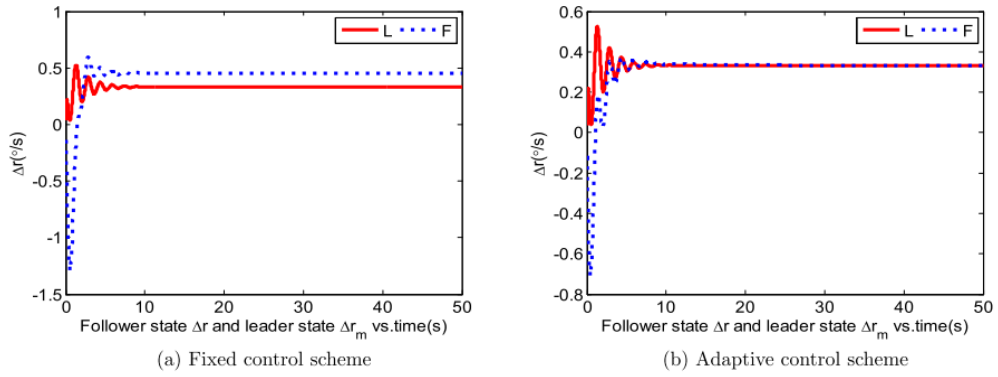 1
0.5
0
-0.5
-1
-1.5
Δr(°/s)
L F
0 10 20 30 40 50
Follower state Δr and leader state Δr_m vs.time(s)
(a) Fixed control scheme
0.6
0.4
0.2
0
-0.2
-0.4
-0.6
-0.8
Δr(°/s)
L F
0 10 20 30 40 50
Follower state Δr and leader state Δr_m vs.time(s)
(b) Adaptive control scheme